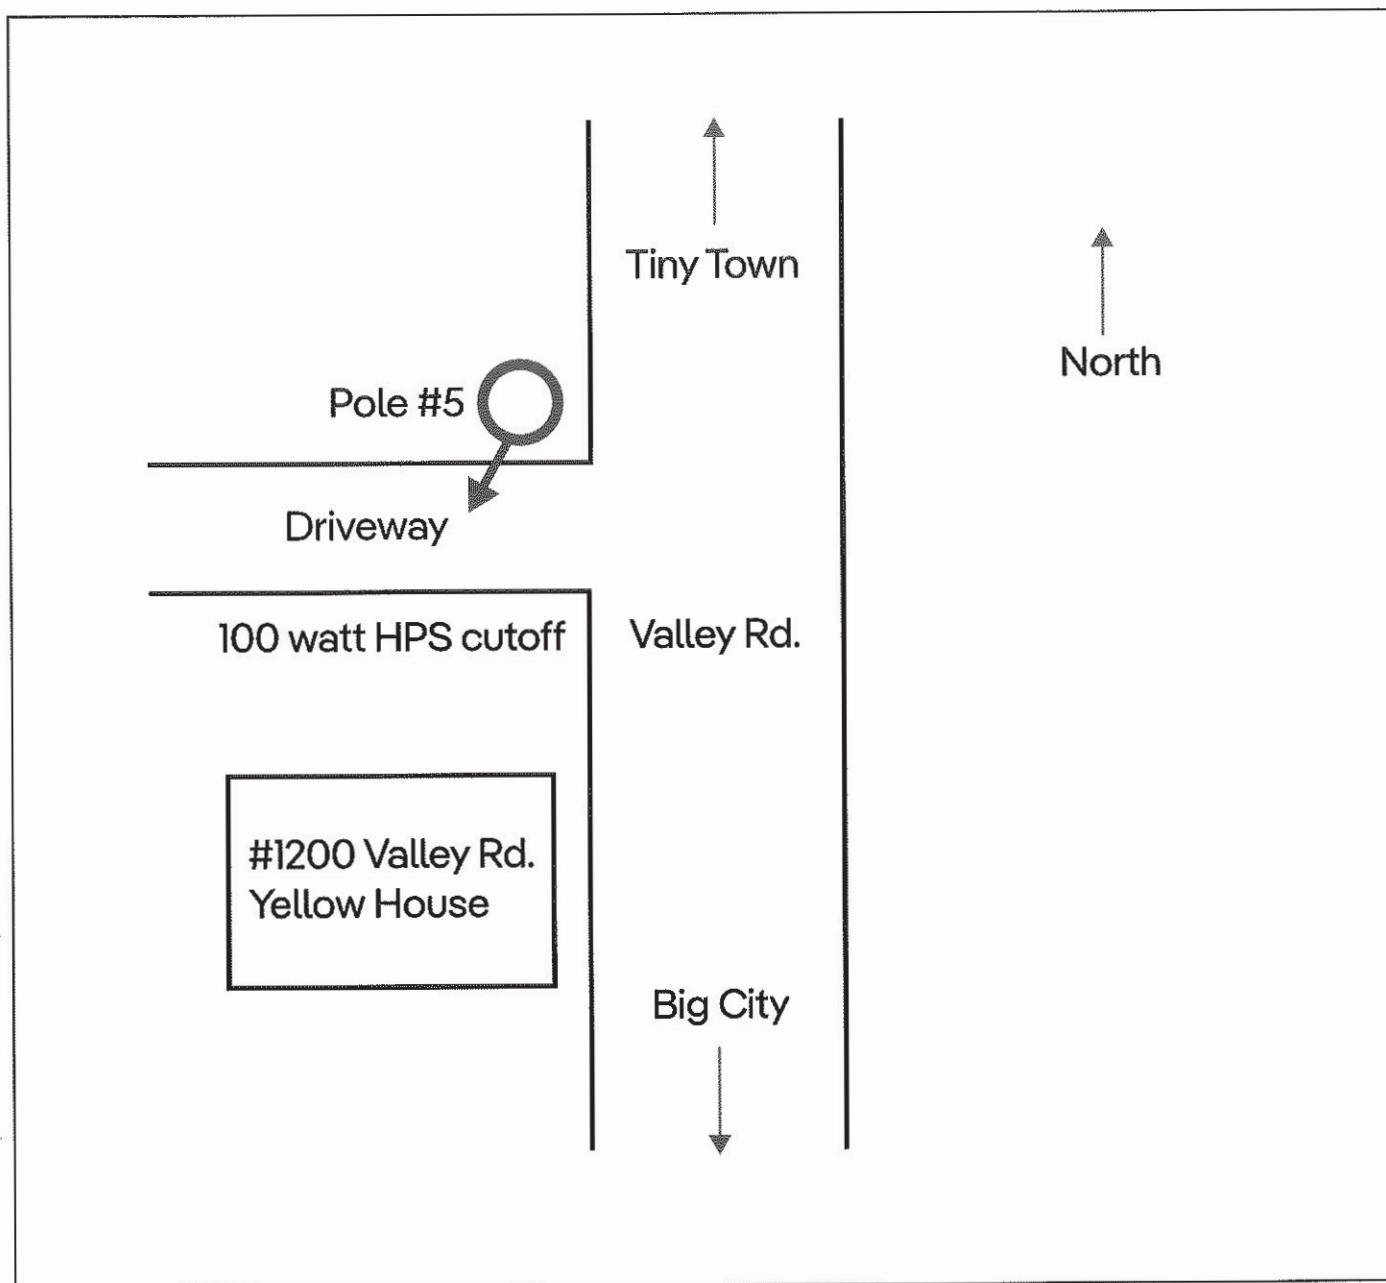 Tiny Town
North
Pole #5
Driveway
100 watt HPS cutoff
Valley Rd.
#1200 Valley Rd.
Yellow House
Big City